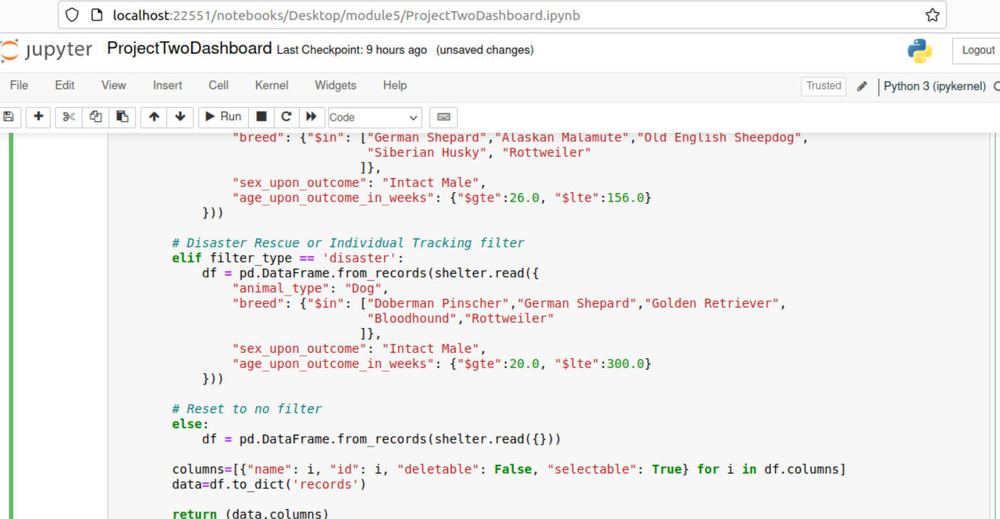 localhost:22551/notebooks/Desktop/module5/ProjectTwoDashboard.ipynb
jupyter ProjectTwoDashboard Last Checkpoint: 9 hours ago (unsaved changes) Logout
File Edit View Insert Cell Kernel Widgets Help Trusted Python 3 (ipykernel)
Run Code
"breed": {"$in": ["German Shepard","Alaskan Malamute","Old English Sheepdog",
"Siberian Husky", "Rottweiler"
]},
"sex_upon_outcome": "Intact Male",
"age_upon_outcome_in_weeks": {"$gte":26.0, "$lte":156.0}
}))
# Disaster Rescue or Individual Tracking filter
elif filter_type == 'disaster':
df = pd.DataFrame.from_records(shelter.read({
"animal_type": "Dog",
"breed": {"$in": ["Doberman Pinscher","German Shepard","Golden Retriever",
"Bloodhound","Rottweiler"
]},
"sex_upon_outcome": "Intact Male",
"age_upon_outcome_in_weeks": {"$gte":20.0, "$lte":300.0}
}))
# Reset to no filter
else:
df = pd.DataFrame.from_records(shelter.read({}))
columns=[{"name": i, "id": i, "deletable": False, "selectable": True} for i in df.columns]
data=df.to_dict('records')
return (data,columns)